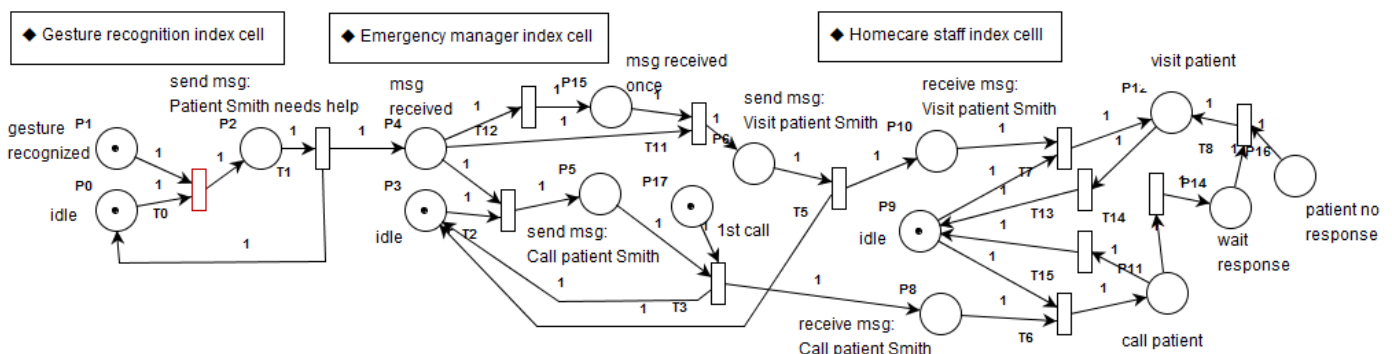 ◆ Gesture recognition index cell
◆ Emergency manager index cell
◆ Homecare staff index celll
send msg:
Patient Smith needs help
gesture
recognized
P1
P0
idle
T0
1
1
1
1
P2
1
T1
1
msg
received
P4
P3
idle
1
1
1
1
T12
1
P15
msg received
once
1
T11
1
P6
send msg:
Visit patient Smith
T2
1
P5
send msg:
Call patient Smith
1
P17
1
1st call
T3
1
1
1
1
T5
1
receive msg:
Visit patient Smith
P10
1
T7
1
1
P9
idle
1
T13
1
1
T15
1
P8
receive msg:
Call patient Smith
1
T6
1
P11
call patient
1
T14
1
P14
wait
response
1
T8
1
1
P16
patient no
response
visit patient
P12